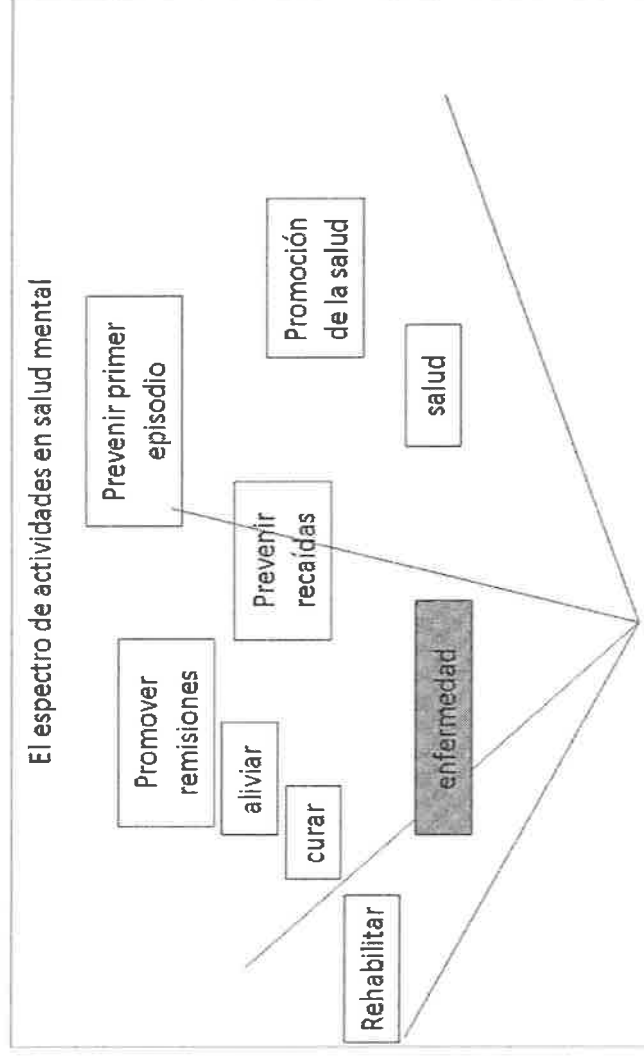 El espectro de actividades en salud mental
Prevenir primer
episodio
Promover
remisiones
Prevenir
recaídas
Promoción
de la salud
aliviar
curar
Rehabilitar
enfermedad
salud